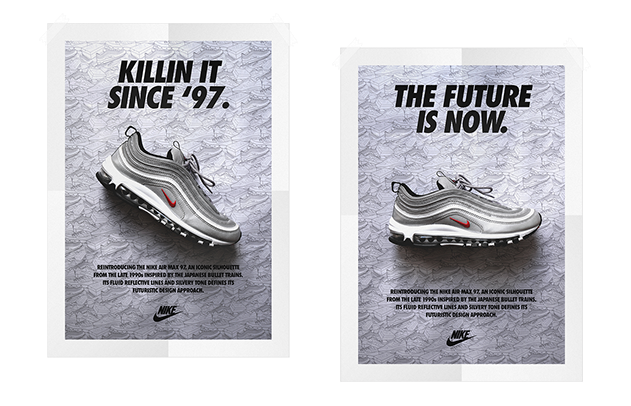 KILLIN IT
SINCE ‘97.
REINTRODUCING THE NIKE AIR MAX 97, AN ICONIC SILHOUETTE
FROM THE LATE 1990s INSPIRED BY THE JAPANESE BULLET TRAINS.
ITS FLUID REFLECTIVE LINES AND SILVERY TONE DEFINES ITS
FUTURISTIC DESIGN APPROACH.
NIKE
THE FUTURE
IS NOW.
REINTRODUCING THE NIKE AIR MAX 97, AN ICONIC SILHOUETTE
FROM THE LATE 1990s INSPIRED BY THE JAPANESE BULLET TRAINS.
ITS FLUID REFLECTIVE LINES AND SILVERY TONE DEFINES ITS
FUTURISTIC DESIGN APPROACH.
NIKE